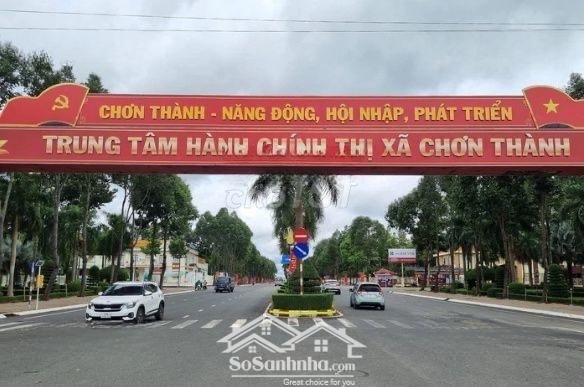 CHƠN THÀNH - NĂNG ĐỘNG, HỘI NHẬP, PHÁT TRIỂN
TRUNG TÂM HÀNH CHÍNH THỊ XÃ CHƠN THÀNH
SoSanhnha.com
Great choice for you